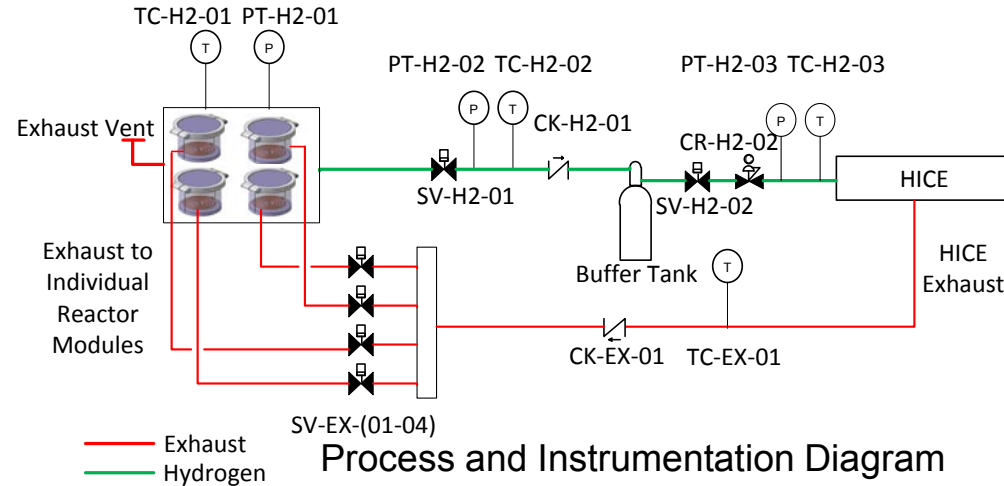 TC-H2-01 PT-H2-01
T
P
PT-H2-02 TC-H2-02
PT-H2-03 TC-H2-03
P
T
P
T
Exhaust Vent
CK-H2-01
CR-H2-02
SV-H2-01
SV-H2-02
HICE
Exhaust to
Individual
Reactor
Modules
Buffer Tank
T
HICE
Exhaust
CK-EX-01
TC-EX-01
SV-EX-(01-04)
Exhaust
Hydrogen
Process and Instrumentation Diagram